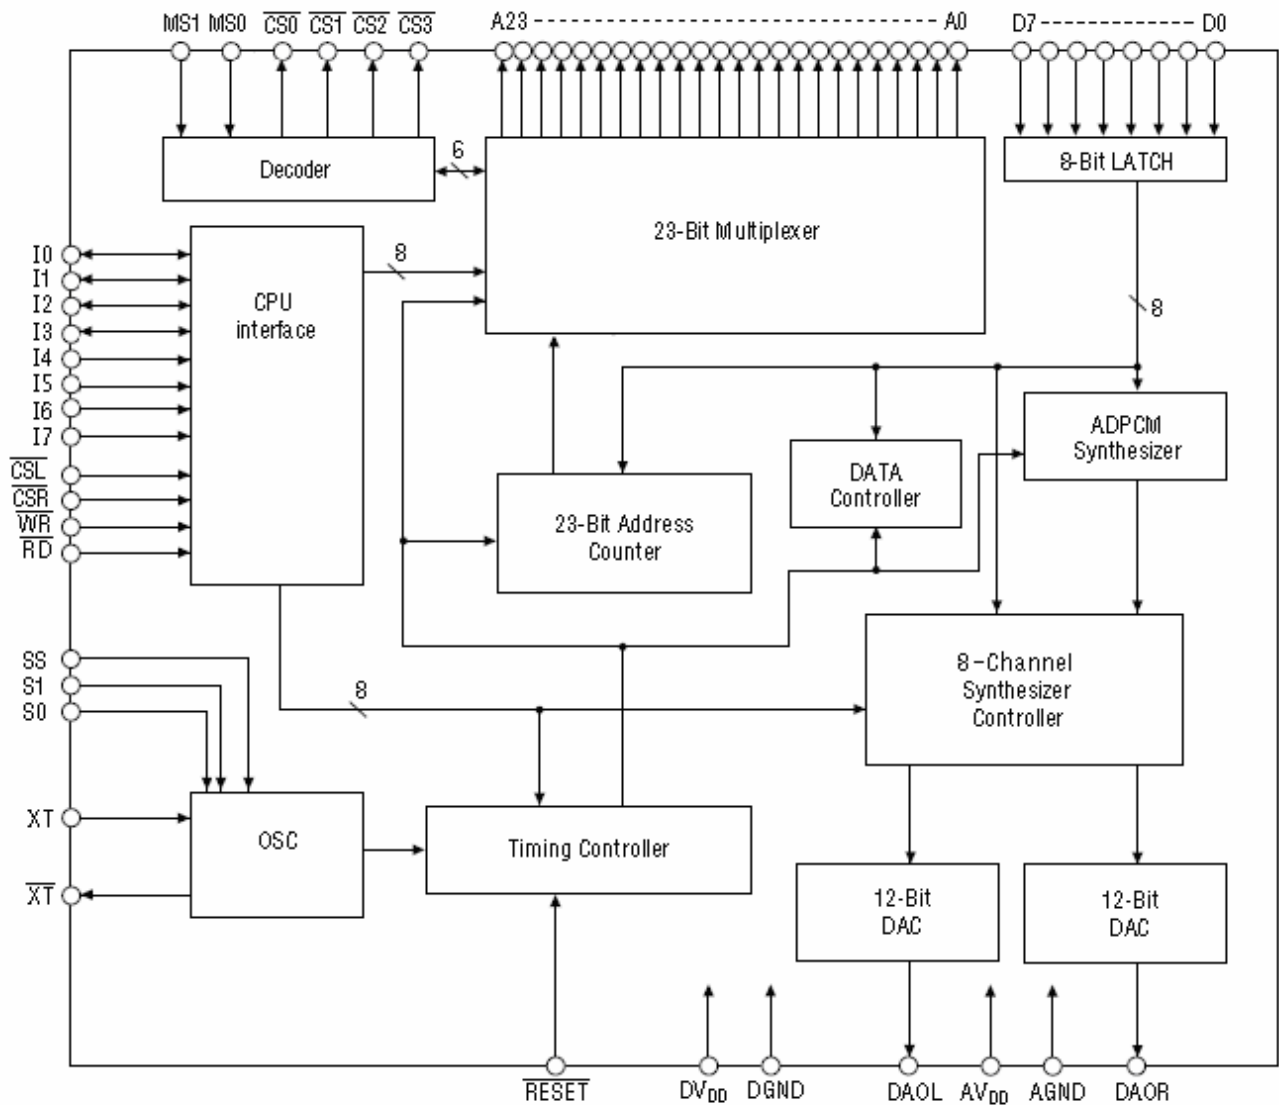 MS1 MS0 CS0 CS1 CS2 CS3 A23 A0 D7 D0
Decoder
6
23-Bit Multiplexer
8-Bit LATCH
8
I0
I1
I2
I3
I4
I5
I6
I7
CSL
CSR
WR
RD
CPU
interface
8
23-Bit Address
Counter
DATA
Controller
ADPCM
Synthesizer
SS
S1
S0
8
8-Channel
Synthesizer
Controller
XT
XT
OSC
Timing Controller
12-Bit
DAC
12-Bit
DAC
RESET DVDD DGND DAOL AVDD AGND DAOR